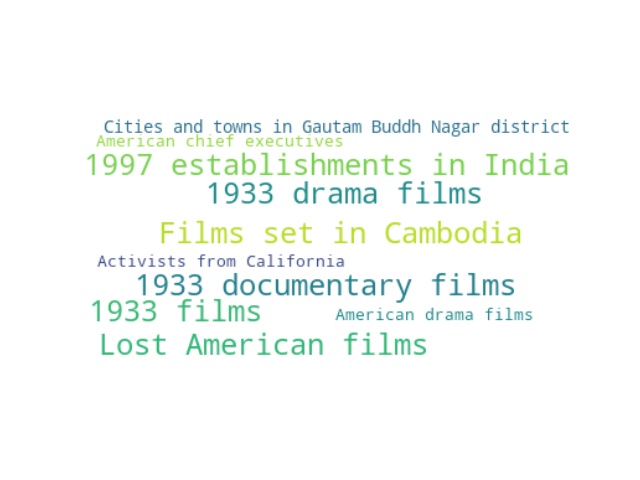 Cities and towns in Gautam Buddh Nagar district
American chief executives
1997 establishments in India
1933 drama films
Films set in Cambodia
Activists from California
1933 documentary films
1933 films
American drama films
Lost American films